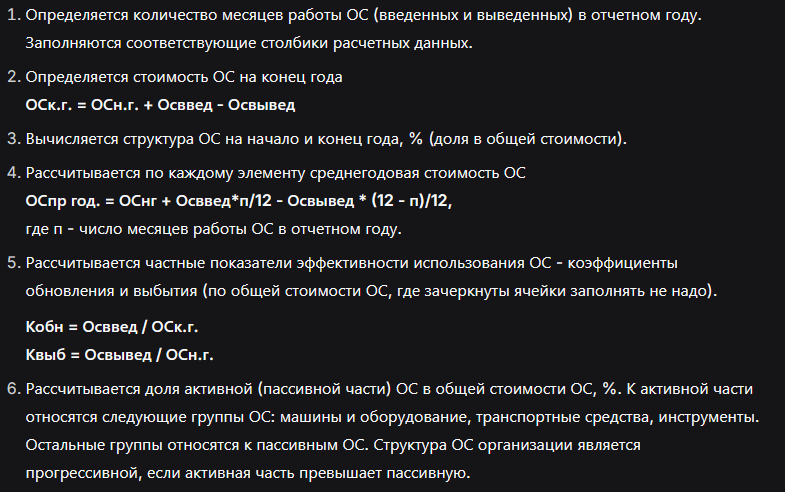 1. Определяется количество месяцев работы ОС (введенных и выведенных) в отчетном году.
Заполняются соответствующие столбики расчетных данных.
2. Определяется стоимость ОС на конец года
ОСк.г. = ОСн.г. + Освввед - Освывед
3. Вычисляется структура ОС на начало и конец года, % (доля в общей стоимости).
4. Рассчитывается по каждому элементу среднегодовая стоимость ОС
ОСпр год. = ОСнг + Осввед*п/12 - Освывед * (12 - п)/12,
где п - число месяцев работы ОС в отчетном году.
5. Рассчитывается частные показатели эффективности использования ОС - коэффициенты
обновления и выбытия (по общей стоимости ОС, где зачеркнуты ячейки заполнять не надо).
Кобн = Осввед / ОСк.г.
Квыб = Освывед / ОСн.г.
6. Рассчитывается доля активной (пассивной части) ОС в общей стоимости ОС, %. К активной части
относятся следующие группы ОС: машины и оборудование, транспортные средства, инструменты.
Остальные группы относятся к пассивным ОС. Структура ОС организации является
прогрессивной, если активная часть превышает пассивную.